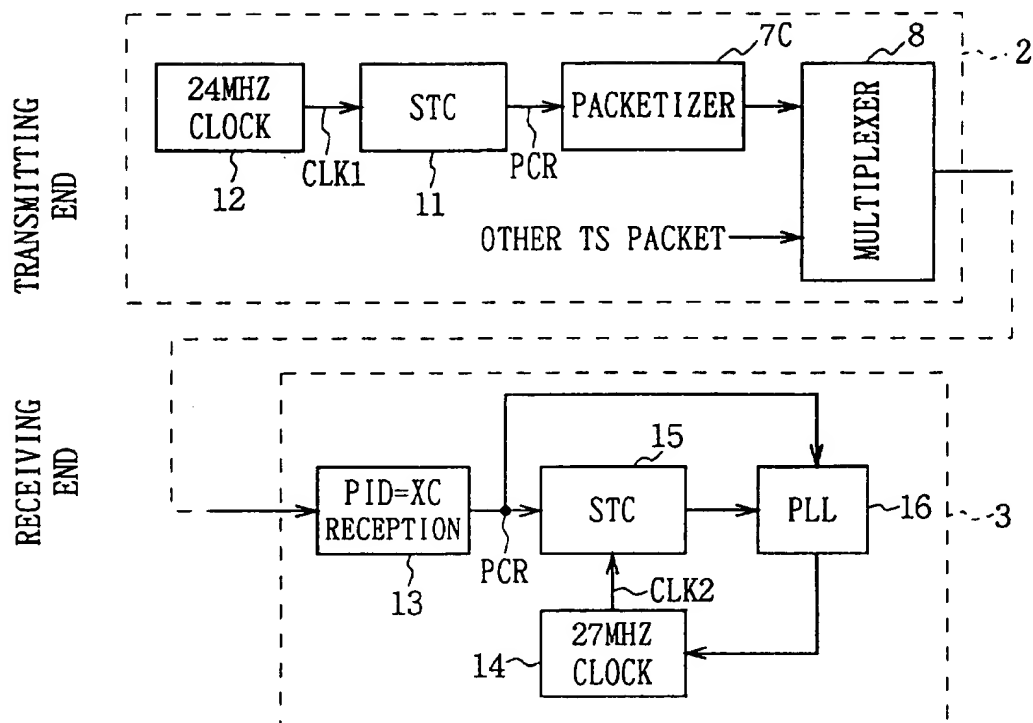 TRANSMITTING
END
24MHZ
CLOCK
12
CLK1
STC
11
PCR
7C
PACKETIZER
8
MULTIPLEXER
2
OTHER TS PACKET
RECEIVING
END
PID=XC
RECEPTION
13
PCR
15
STC
PLL
16
3
CLK2
14
27MHZ
CLOCK